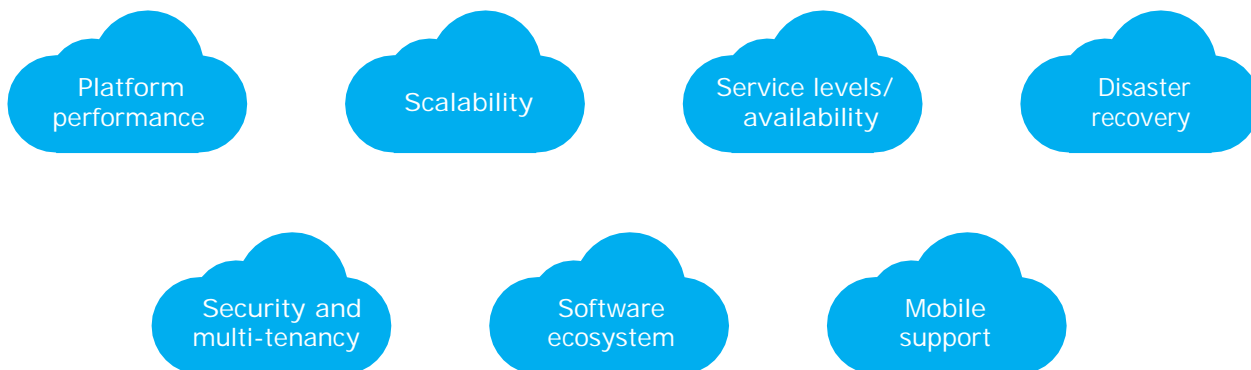 Platform
performance
Scalability
Service levels/
availability
Disaster
recovery
Security and
multi-tenancy
Software
ecosystem
Mobile
support